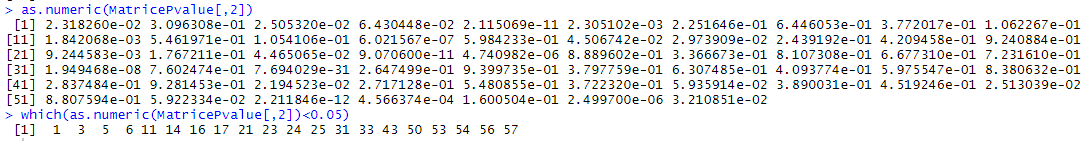 > as.numeric(MatricePvalue[,2])
 [1] 2.318260e-02 3.096308e-01 2.505320e-02 6.430448e-02 2.115069e-11 2.305102e-03 2.251646e-01 6.446053e-01 3.772017e-01 1.062267e-01
[11] 1.842068e-03 5.461971e-01 1.054106e-01 6.021567e-07 5.984233e-01 4.506742e-02 2.973909e-02 2.439192e-01 4.209458e-01 9.240884e-01
[21] 9.244583e-03 1.767211e-01 4.465065e-02 9.070600e-11 4.740982e-06 8.889602e-01 3.366673e-01 8.107308e-01 6.677310e-01 7.231610e-01
[31] 1.949468e-08 7.602474e-01 7.694029e-31 2.647499e-01 9.399735e-01 3.797759e-01 6.307485e-01 4.093774e-01 5.975547e-01 8.380632e-01
[41] 2.837484e-01 9.281453e-01 2.194523e-02 2.717128e-01 5.480855e-01 3.722320e-01 5.935914e-02 3.890031e-01 4.519246e-01 2.513039e-02
[51] 8.807594e-01 5.922334e-02 2.211846e-12 4.566374e-04 1.600504e-01 2.499700e-06 3.210851e-02
> which(as.numeric(MatricePvalue[,2])<0.05)
 [1]  1  3  5  6 11 14 16 17 21 23 24 25 31 33 43 50 53 54 56 57